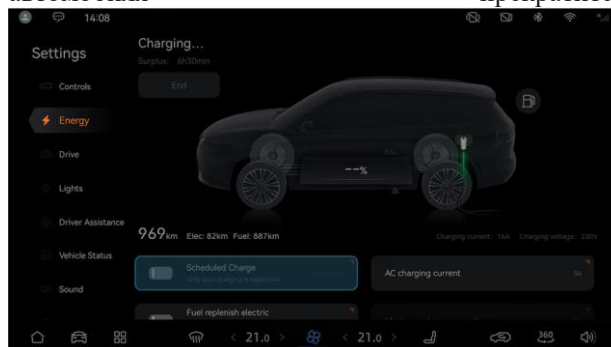 14:08
Settings
Charging...
Surplus: 6h30min
End
Controls
Energy
Drive
Lights
Driver Assistance
Vehicle Status
Sound
--%
969km Elec: 82km Fuel: 887km
Charging current: 16A Charging voltage: 230V
Scheduled Charge
AC charging current
Fuel replenish electric
< 21.0 >
< 21.0 >
360